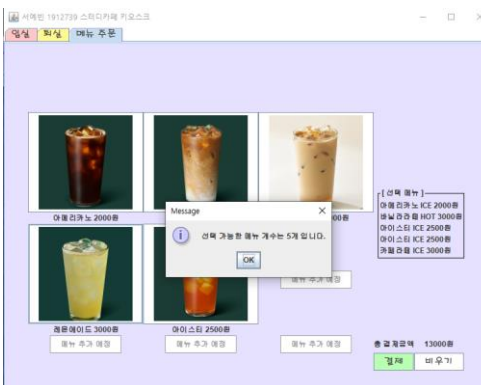 서예빈 1912739 스터디카페 키오스크
입실 퇴실 메뉴 주문
아메리카노 2000원
00원
[ 선택 메뉴 ]
아메리카노 ICE 2000원
바닐라라떼 HOT 3000원
아이스티 ICE 2500원
아이스티 ICE 2500원
카페라떼 ICE 3000원
Message
선택 가능한 메뉴 개수는 5개 입니다.
OK
메뉴 추가 예정
레몬에이드 3000원
아이스티 2500원
메뉴 추가 예정
메뉴 추가 예정
메뉴 추가 예정
총 결제금액 13000원
결제
비우기